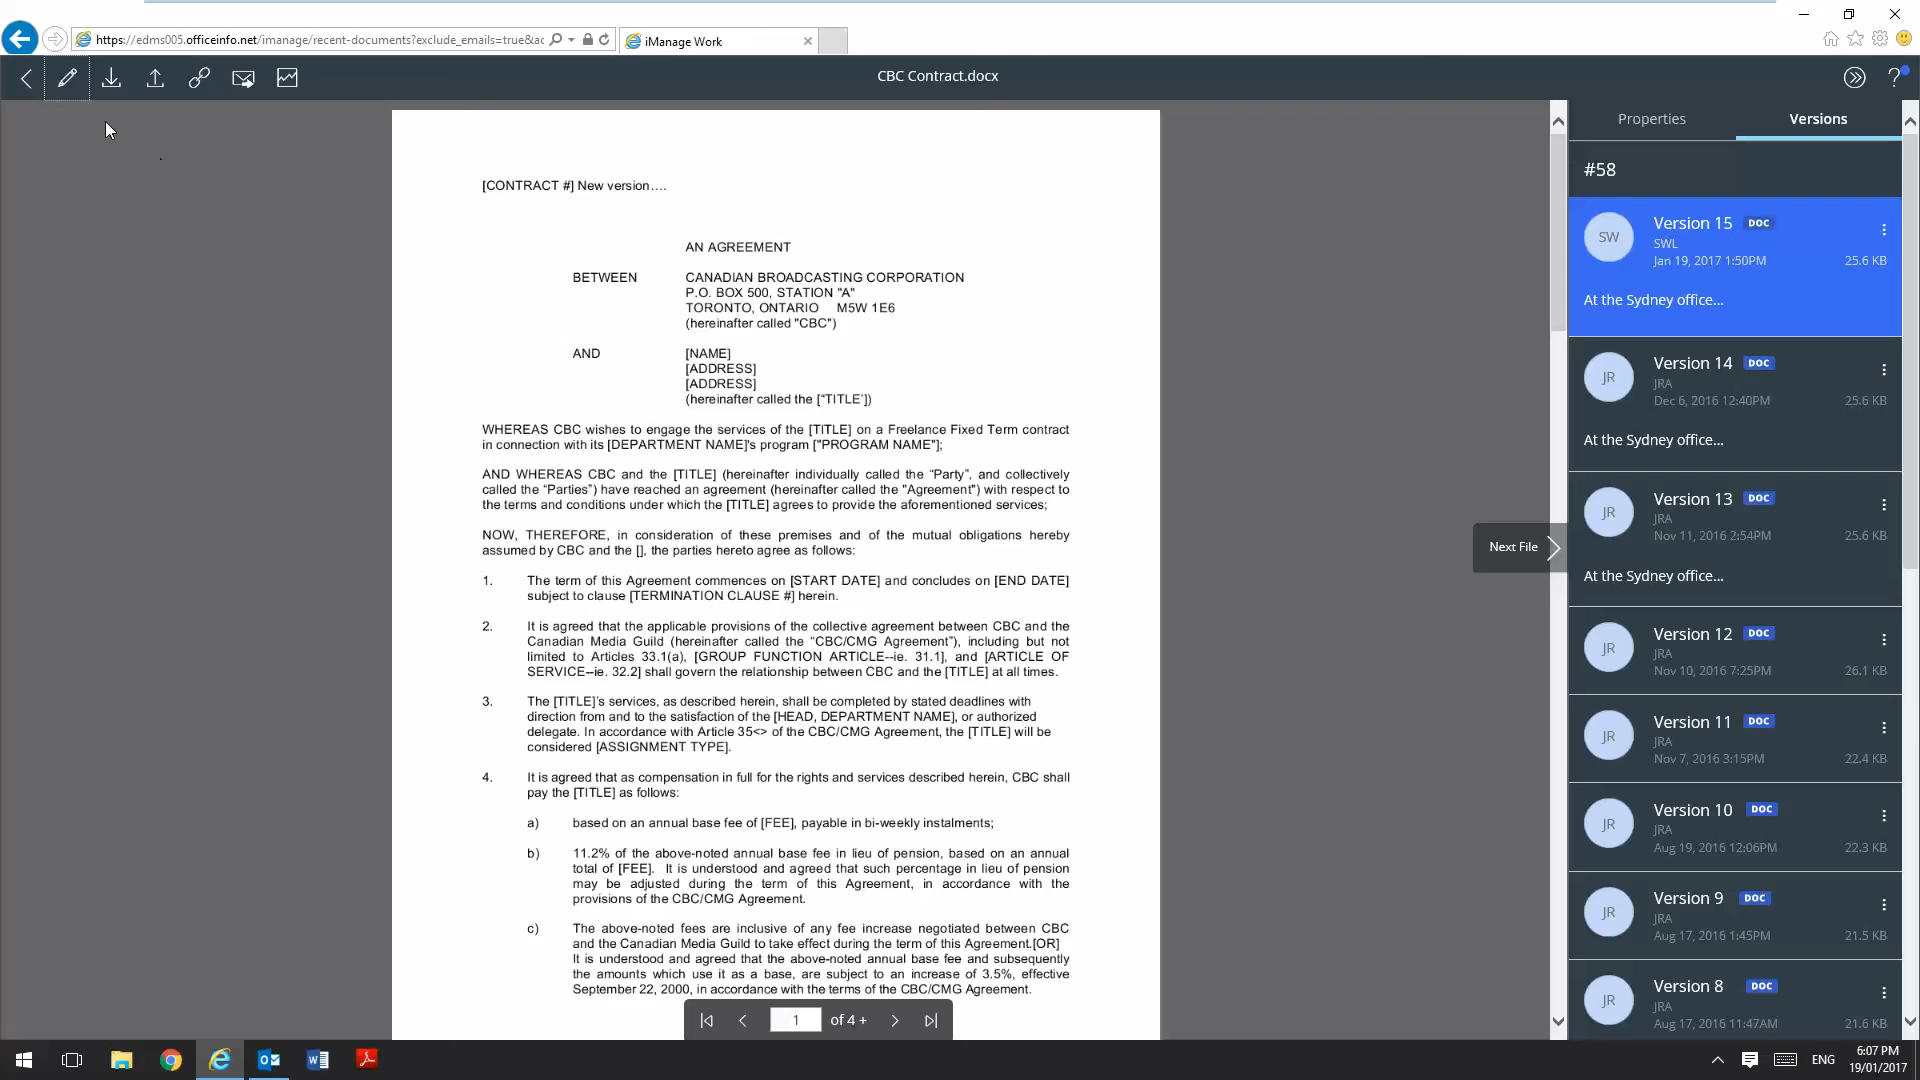 https://edms005.officeinfo.net/imanage/recent-documents?exclude_emails=true&ac
iManage Work
CBC Contract.docx
?
[CONTRACT #] New version….
AN AGREEMENT
BETWEEN CANADIAN BROADCASTING CORPORATION
P.O. BOX 500, STATION "A"
TORONTO, ONTARIO M5W 1E6
(hereinafter called "CBC")
AND [NAME]
[ADDRESS]
[ADDRESS]
(hereinafter called the [“TITLE’])
WHEREAS CBC wishes to engage the services of the [TITLE] on a Freelance Fixed Term contract
in connection with its [DEPARTMENT NAME]'s program ["PROGRAM NAME"];
AND WHEREAS CBC and the [TITLE] (hereinafter individually called the “Party”, and collectively
called the “Parties”) have reached an agreement (hereinafter called the "Agreement") with respect to
the terms and conditions under which the [TITLE] agrees to provide the aforementioned services;
NOW, THEREFORE, in consideration of these premises and of the mutual obligations hereby
assumed by CBC and the [], the parties hereto agree as follows:
1. The term of this Agreement commences on [START DATE] and concludes on [END DATE]
subject to clause [TERMINATION CLAUSE #] herein.
2. It is agreed that the applicable provisions of the collective agreement between CBC and the
Canadian Media Guild (hereinafter called the “CBC/CMG Agreement”), including but not
limited to Articles 33.1(a), [GROUP FUNCTION ARTICLE--ie. 31.1], and [ARTICLE OF
SERVICE--ie. 32.2] shall govern the relationship between CBC and the [TITLE] at all times.
3. The [TITLE]’s services, as described herein, shall be completed by stated deadlines with
direction from and to the satisfaction of the [HEAD, DEPARTMENT NAME], or authorized
delegate. In accordance with Article 35<> of the CBC/CMG Agreement, the [TITLE] will be
considered [ASSIGNMENT TYPE].
4. It is agreed that as compensation in full for the rights and services described herein, CBC shall
pay the [TITLE] as follows:
a) based on an annual base fee of [FEE], payable in bi-weekly instalments;
b) 11.2% of the above-noted annual base fee in lieu of pension, based on an annual
total of [FEE]. It is understood and agreed that such percentage in lieu of pension
may be adjusted during the term of this Agreement, in accordance with the
provisions of the CBC/CMG Agreement.
c) The above-noted fees are inclusive of any fee increase negotiated between CBC
and the Canadian Media Guild to take effect during the term of this Agreement.[OR]
It is understood and agreed that the above-noted annual base fee and subsequently
the amounts which use it as a base, are subject to an increase of 3.5%, effective
September 22, 2000, in accordance with the terms of the CBC/CMG Agreement.
1 of 4 +
Next File
Properties Versions
#58
SW Version 15 DOC
SWL
Jan 19, 2017 1:50PM 25.6 KB
At the Sydney office...
JR Version 14 DOC
JRA
Dec 6, 2016 12:40PM 25.6 KB
At the Sydney office...
JR Version 13 DOC
JRA
Nov 11, 2016 2:54PM 25.6 KB
At the Sydney office...
JR Version 12 DOC
JRA
Nov 10, 2016 7:25PM 26.1 KB
JR Version 11 DOC
JRA
Nov 7, 2016 3:15PM 22.4 KB
JR Version 10 DOC
JRA
Aug 19, 2016 12:06PM 22.3 KB
JR Version 9 DOC
JRA
Aug 17, 2016 1:45PM 21.5 KB
JR Version 8 DOC
JRA
Aug 17, 2016 11:47AM 21.6 KB
ENG
6:07 PM
19/01/2017